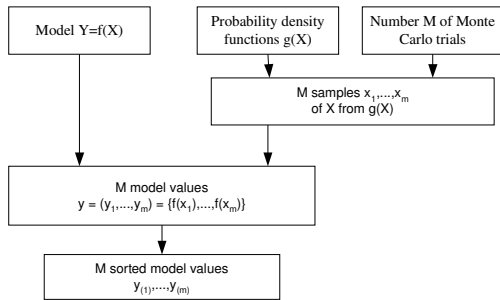 Model Y=f(X)
Probability density
functions g(X)
Number M of Monte
Carlo trials
M samples x₁,...,xₘ
of X from g(X)
M model values
y = (y₁,...,yₘ) = {f(x₁),...,f(xₘ)}
M sorted model values
y₍₁₎,...,y₍ₘ₎